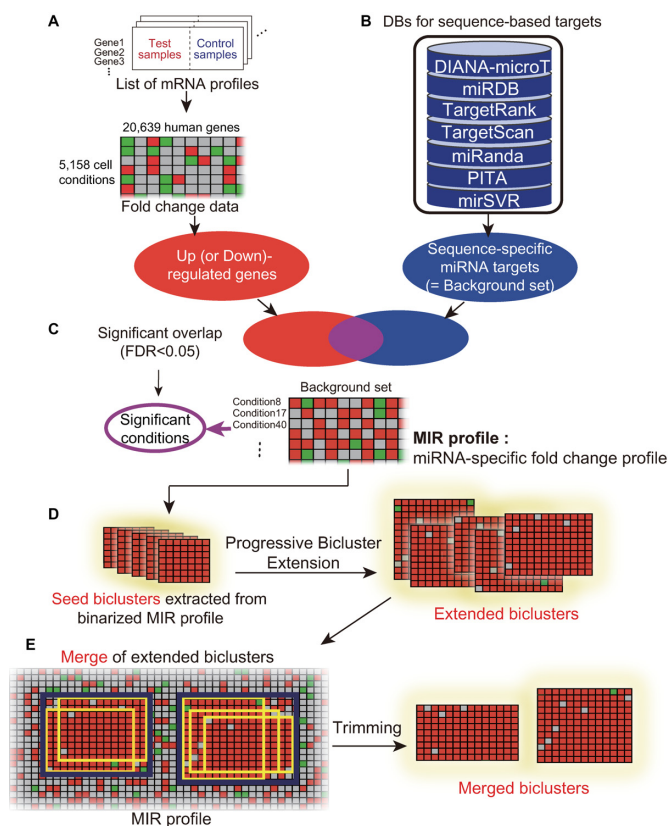 A
Gene1
Gene2
Gene3
...
Test samples
Control samples
...
List of mRNA profiles
20,639 human genes
5,158 cell conditions
Fold change data
Up (or Down)-
regulated genes
B
DBs for sequence-based targets
DIANA-microT
miRDB
TargetRank
TargetScan
miRanda
PITA
mirSVR
Sequence-specific
miRNA targets
(= Background set)
C
Significant overlap
(FDR<0.05)
Significant
conditions
Background set
Condition8
Condition17
Condition40
MIR profile :
miRNA-specific fold change profile
D
Seed biclusters extracted from
binarized MIR profile
Progressive Bicluster
Extension
Extended biclusters
E
Merge of extended biclusters
MIR profile
Trimming
Merged biclusters